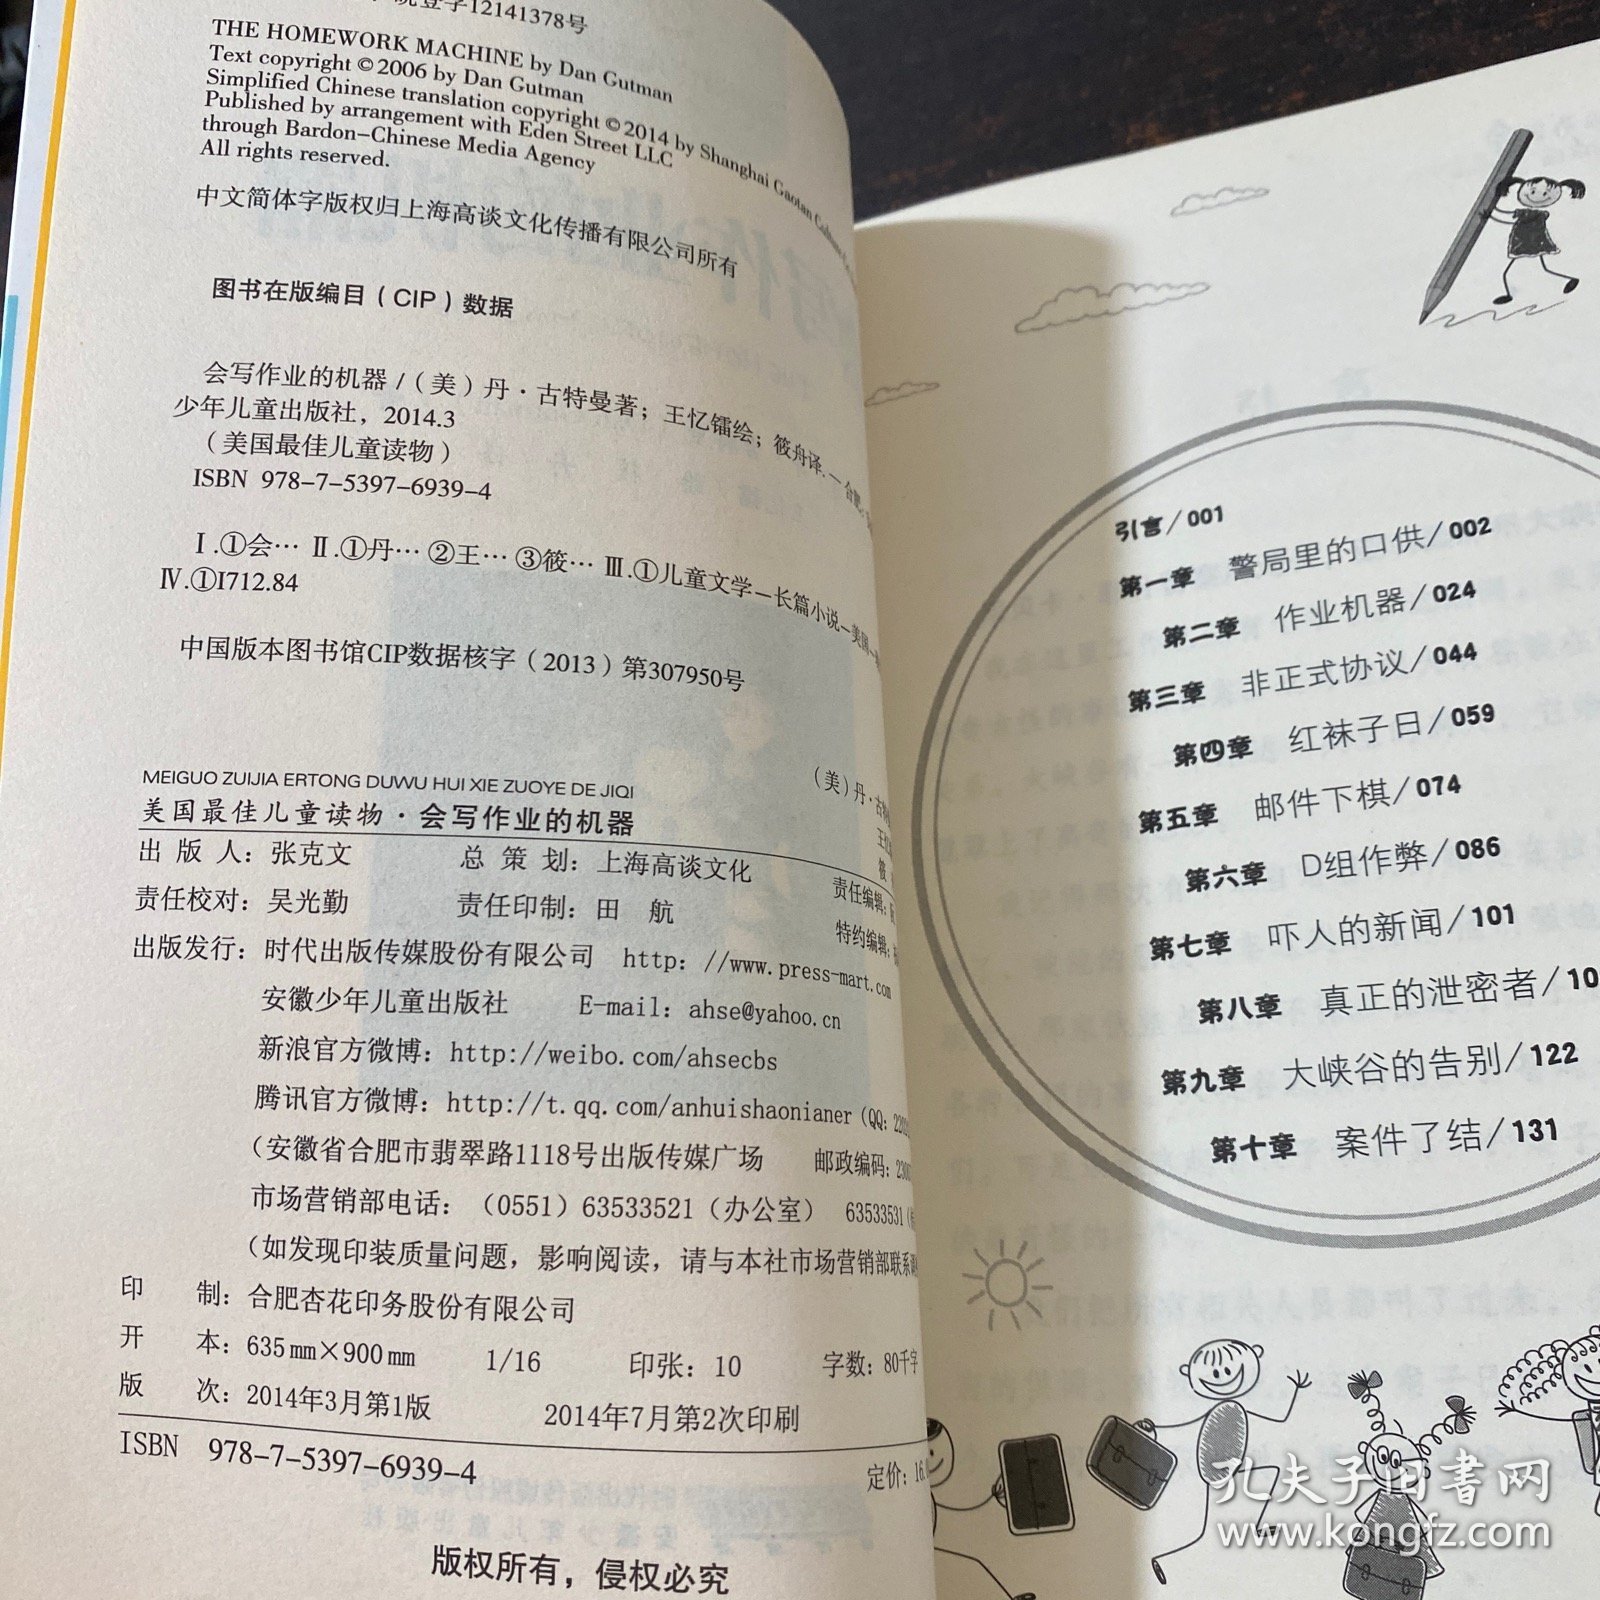 登字12141378号
THE HOMEWORK MACHINE by Dan Gutman
Text copyright © 2006 by Dan Gutman
Simplified Chinese translation copyright © 2014 by Shanghai Gaotan
Published by arrangement with Eden Street LLC
through Bardon-Chinese Media Agency
All rights reserved.
中文简体字版权归上海高谈文化传播有限公司所有
图书在版编目（CIP）数据
会写作业的机器 /（美）丹·古特曼著；王忆镭绘；筱舟译. — 合肥：
少年儿童出版社，2014.3
（美国最佳儿童读物）
ISBN 978-7-5397-6939-4
Ⅰ.①会… Ⅱ.①丹… ②王… ③筱… Ⅲ.①儿童文学-长篇小说-美国-
Ⅳ.①I712.84
中国版本图书馆CIP数据核字（2013）第307950号
MEIGUO ZUIJIA ERTONG DUWU HUI XIE ZUOYE DE JIQI
美国最佳儿童读物·会写作业的机器
（美）丹·古
出 版 人：张克文 总 策 划：上海高谈文化
责任校对：吴光勤 责任印制：田 航 责任编辑：
特约编辑：
出版发行：时代出版传媒股份有限公司 http：//www.press-mart.com
安徽少年儿童出版社 E-mail：ahse@yahoo.cn
新浪官方微博：http://weibo.com/ahsecbs
腾讯官方微博：http://t.qq.com/anhuishaonianer（QQ：
（安徽省合肥市翡翠路1118号出版传媒广场 邮政编码：
市场营销部电话：（0551）63533521（办公室） 63533531
（如发现印装质量问题，影响阅读，请与本社市场营销部联系
印 制：合肥杏花印务股份有限公司
开 本：635mm×900mm 1/16 印张：10 字数：80千字
版 次：2014年3月第1版 2014年7月第2次印刷
ISBN 978-7-5397-6939-4 定价：16.
版权所有，侵权必究
引言/001
第一章 警局里的口供/002
第二章 作业机器/024
第三章 非正式协议/044
第四章 红袜子日/059
第五章 邮件下棋/074
第六章 D组作弊/086
第七章 吓人的新闻/101
第八章 真正的泄密者/10
第九章 大峡谷的告别/122
第十章 案件了结/131
孔夫子旧书网
www.kongfz.com